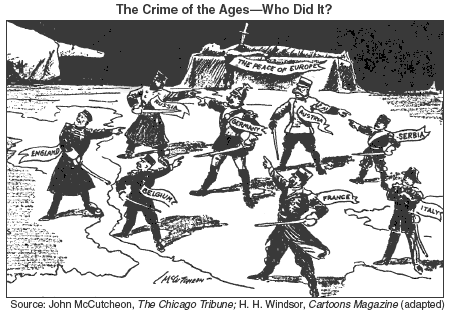 The Crime of the Ages—Who Did It?
THE PEACE OF EUROPE
GERMANY
AUSTRIA
SERBIA
ENGLAND
BELGIUM
FRANCE
ITALY
McCUTCHEON
Source: John McCutcheon, The Chicago Tribune; H. H. Windsor, Cartoons Magazine (adapted)